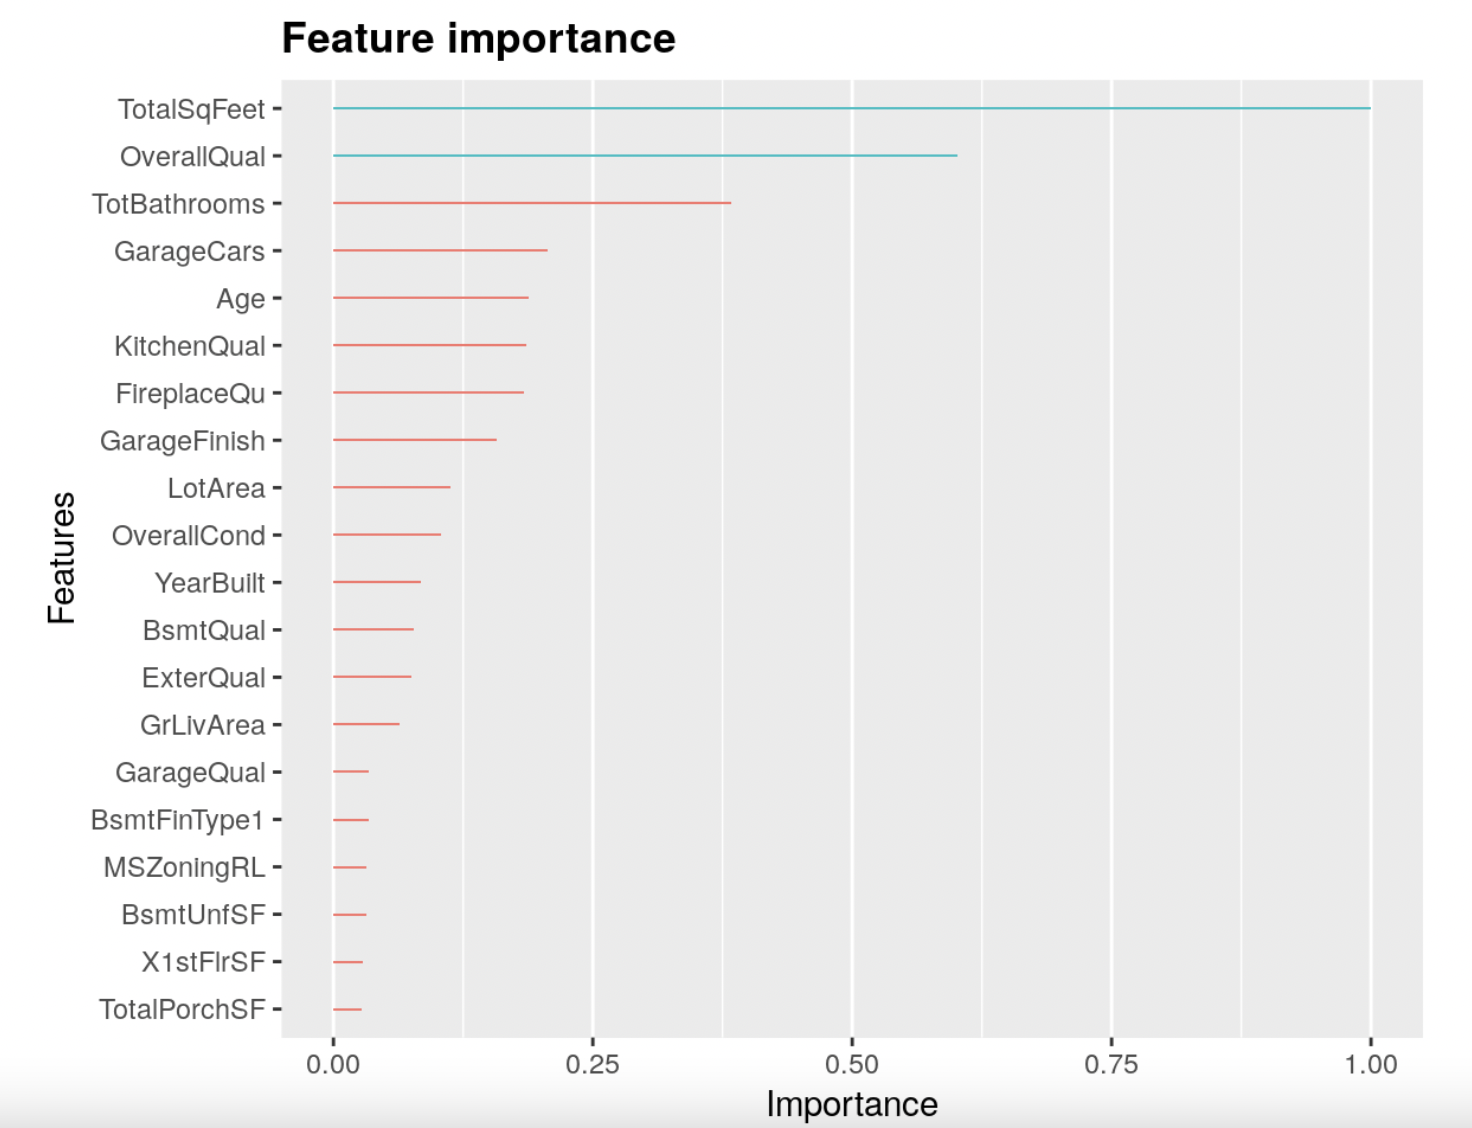 Feature importance
TotalSqFeet
OverallQual
TotBathrooms
GarageCars
Age
KitchenQual
FireplaceQu
GarageFinish
LotArea
OverallCond
YearBuilt
BsmtQual
ExterQual
GrLivArea
GarageQual
BsmtFinType1
MSZoningRL
BsmtUnfSF
X1stFlrSF
TotalPorchSF
Features
0.00 0.25 0.50 0.75 1.00
Importance